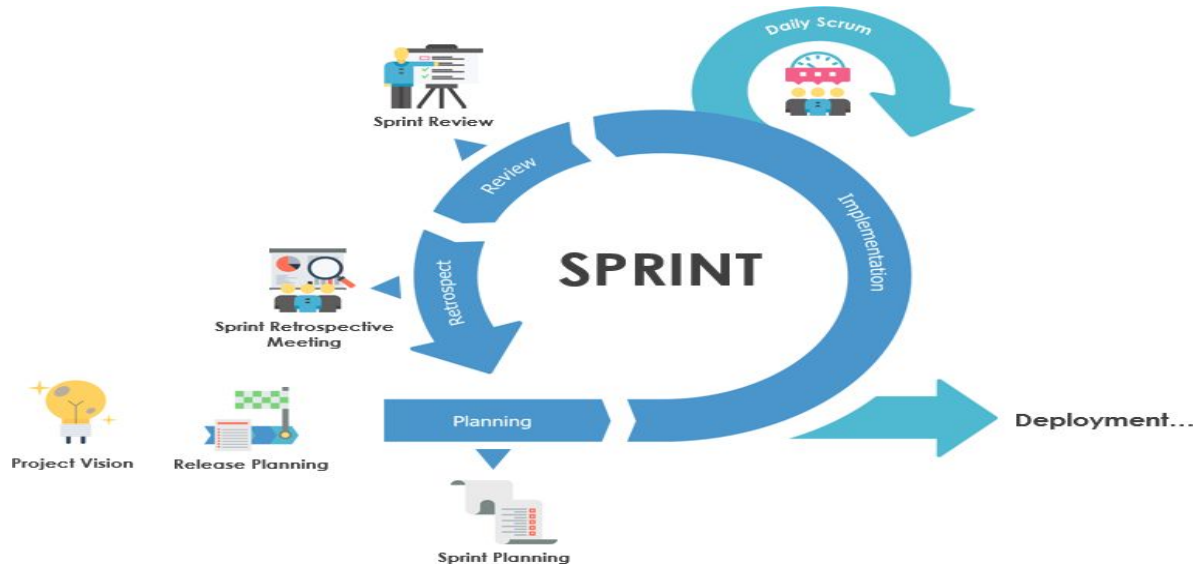 Daily Scrum
Sprint Review
Review
Implementation
SPRINT
Retrospect
Sprint Retrospective
Meeting
Planning
Deployment...
Project Vision
Release Planning
Sprint Planning